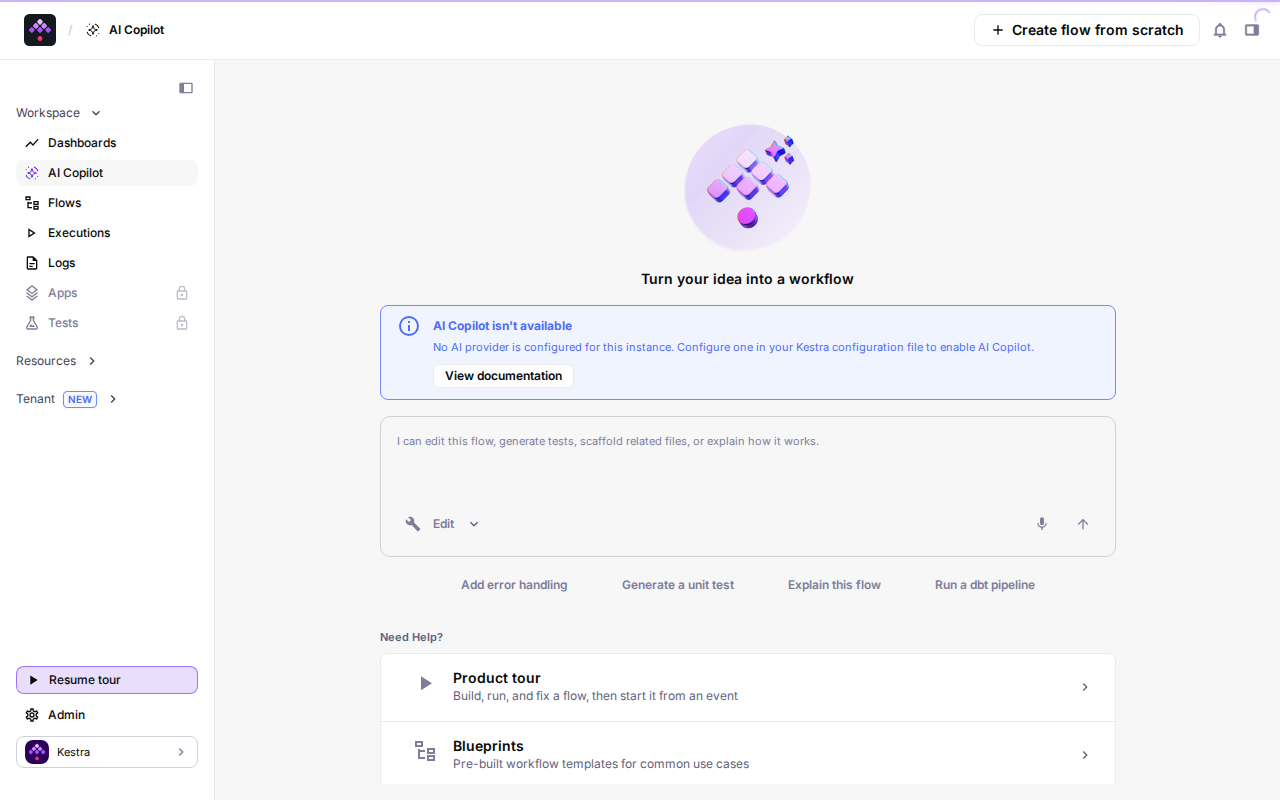 /
AI Copilot
Create flow from scratch
Workspace
Dashboards
AI Copilot
Flows
Executions
Logs
Apps
Tests
Resources
Tenant NEW
Resume tour
Admin
Kestra
Turn your idea into a workflow
AI Copilot isn't available
No AI provider is configured for this instance. Configure one in your Kestra configuration file to enable AI Copilot.
View documentation
I can edit this flow, generate tests, scaffold related files, or explain how it works.
Edit
Add error handling
Generate a unit test
Explain this flow
Run a dbt pipeline
Need Help?
Product tour
Build, run, and fix a flow, then start it from an event
Blueprints
Pre-built workflow templates for common use cases